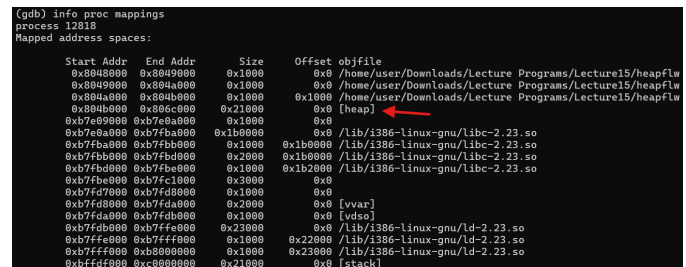 (gdb) info proc mappings
process 12818
Mapped address spaces:
Start Addr End Addr Size Offset objfile
0x8048000 0x8049000 0x1000 0x0 /home/user/Downloads/Lecture Programs/Lecture15/heapflw
0x8049000 0x804a000 0x1000 0x0 /home/user/Downloads/Lecture Programs/Lecture15/heapflw
0x804a000 0x804b000 0x1000 0x1000 /home/user/Downloads/Lecture Programs/Lecture15/heapflw
0x804b000 0x806c000 0x21000 0x0 [heap]
0xb7e09000 0xb7e0a000 0x1000 0x0
0xb7e0a000 0xb7fba000 0x1b0000 0x0 /lib/i386-linux-gnu/libc-2.23.so
0xb7fba000 0xb7fbb000 0x1000 0x1b0000 /lib/i386-linux-gnu/libc-2.23.so
0xb7fbb000 0xb7fbd000 0x2000 0x1b0000 /lib/i386-linux-gnu/libc-2.23.so
0xb7fbd000 0xb7fbe000 0x1000 0x1b2000 /lib/i386-linux-gnu/libc-2.23.so
0xb7fbe000 0xb7fc1000 0x3000 0x0
0xb7fd7000 0xb7fd8000 0x1000 0x0
0xb7fd8000 0xb7fda000 0x2000 0x0 [vvar]
0xb7fda000 0xb7fdb000 0x1000 0x0 [vdso]
0xb7fdb000 0xb7ffe000 0x23000 0x0 /lib/i386-linux-gnu/ld-2.23.so
0xb7ffe000 0xb7fff000 0x1000 0x22000 /lib/i386-linux-gnu/ld-2.23.so
0xb7fff000 0xb8000000 0x1000 0x23000 /lib/i386-linux-gnu/ld-2.23.so
0xbffdf000 0xc0000000 0x21000 0x0 [stack]